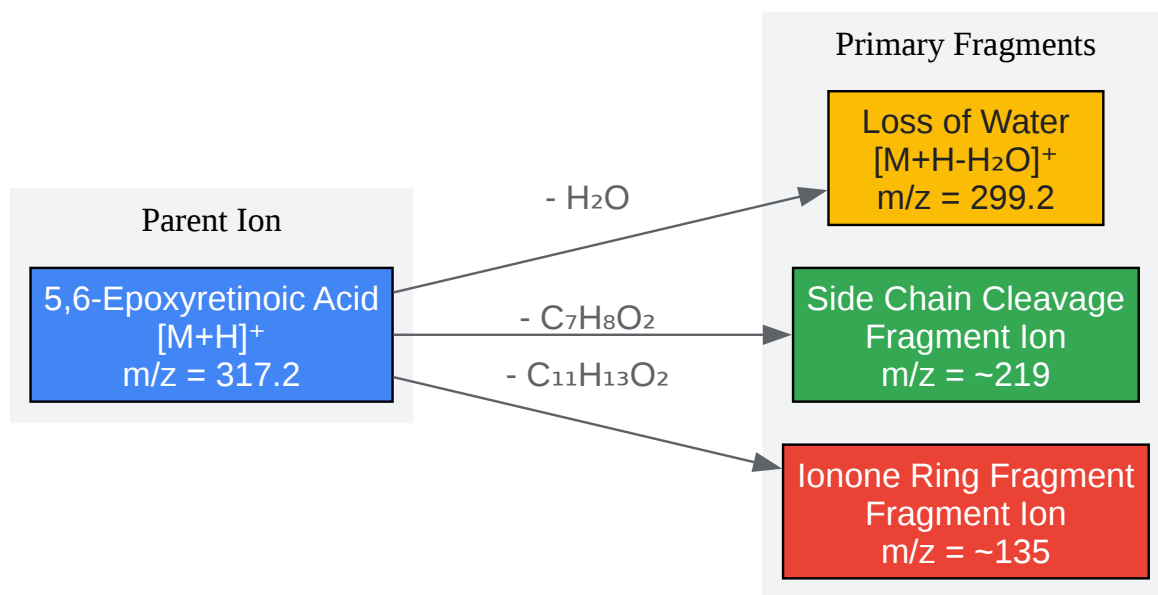 Parent Ion
5,6-Epoxyretinoic Acid
[M+H]⁺
m/z = 317.2
- H₂O
- C₇H₈O₂
- C₁₁H₁₃O₂
Primary Fragments
Loss of Water
[M+H-H₂O]⁺
m/z = 299.2
Side Chain Cleavage
Fragment Ion
m/z = ~219
Ionone Ring Fragment
Fragment Ion
m/z = ~135